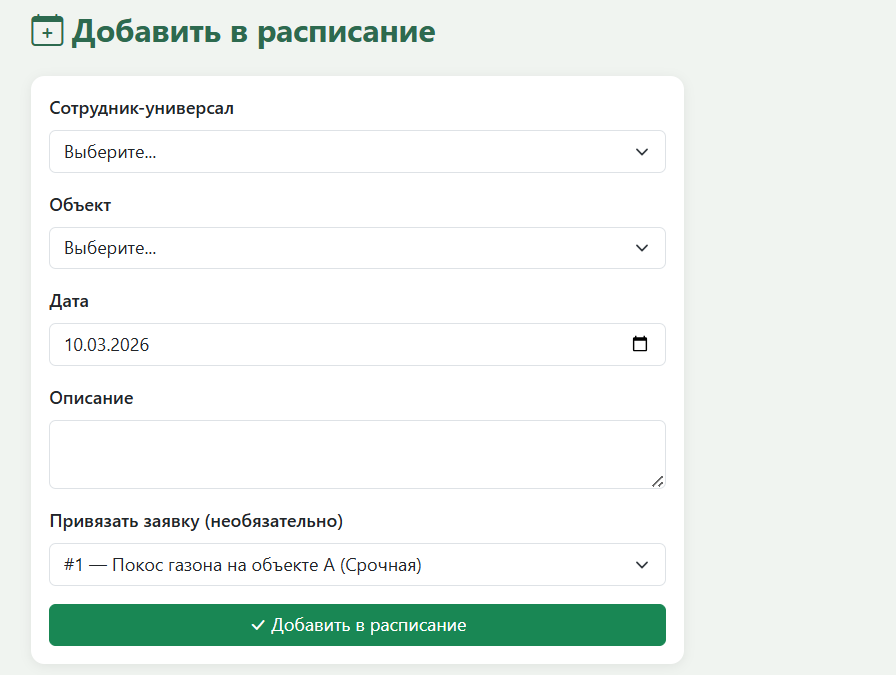 Добавить в расписание
Сотрудник-универсал
Выберите...
Объект
Выберите...
Дата
10.03.2026
Описание
Привязать заявку (необязательно)
#1 — Покос газона на объекте А (Срочная)
Добавить в расписание